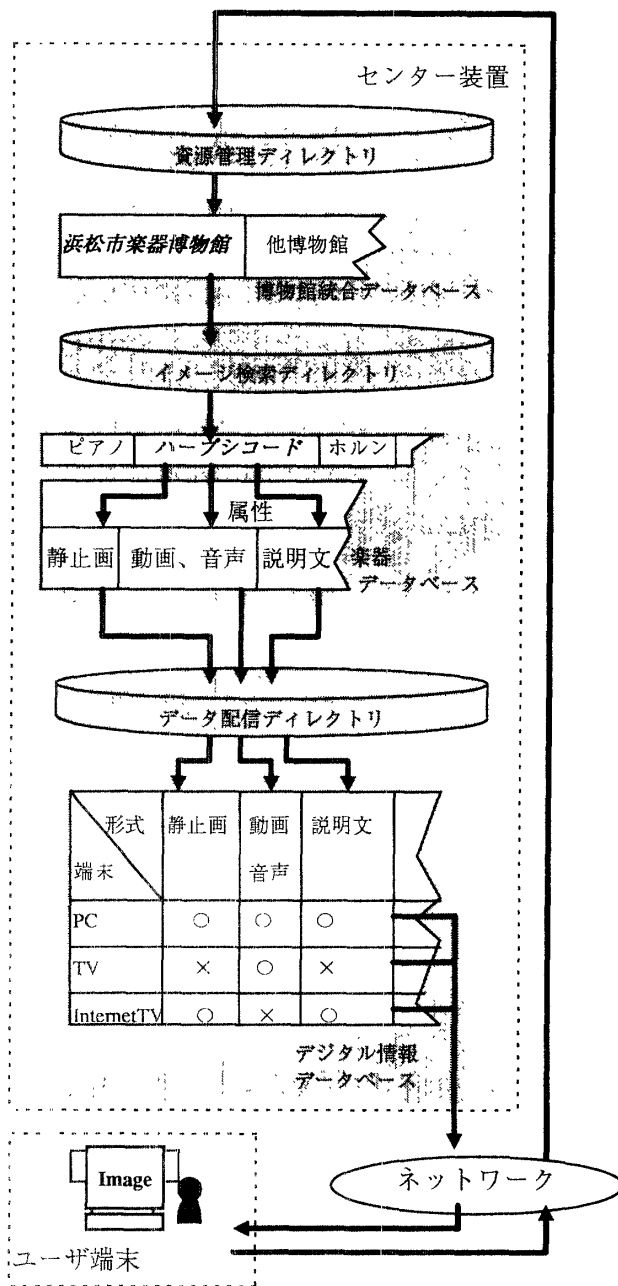 センター装置
資源管理ディレクトリ
浜松市楽器博物館 他博物館
博物館統合データベース
イメージ検索ディレクトリ
ピアノ ハープシコード ホルン
属性
静止画 動画、音声 説明文 楽器
データベース
データ配信ディレクトリ
形式 静止画 動画 説明文
端末 音声
PC ○ ○ ○
TV × ○ ×
InternetTV ○ × ○
デジタル情報
データベース
Image
ネットワーク
ユーザ端末